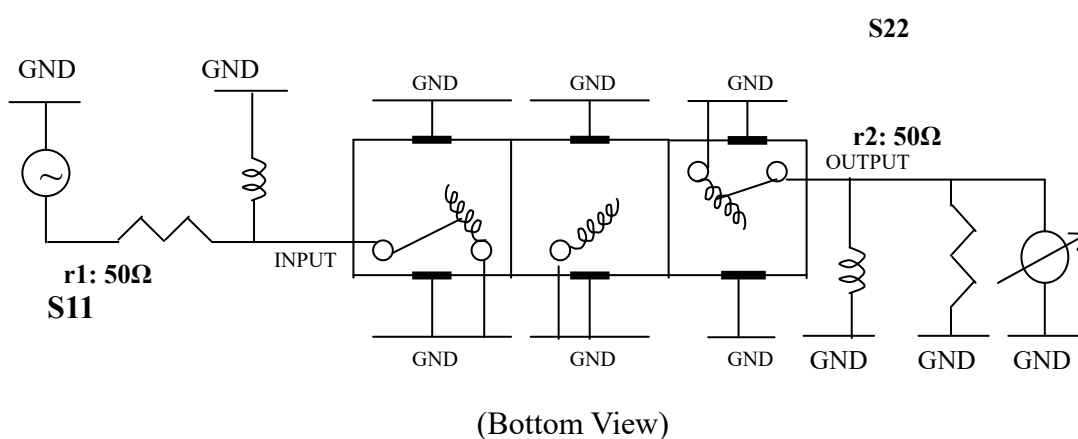 S22
GND
GND
GND
GND
GND
r2: 50Ω
OUTPUT
INPUT
r1: 50Ω
S11
GND
GND
GND
GND
GND
GND
(Bottom View)